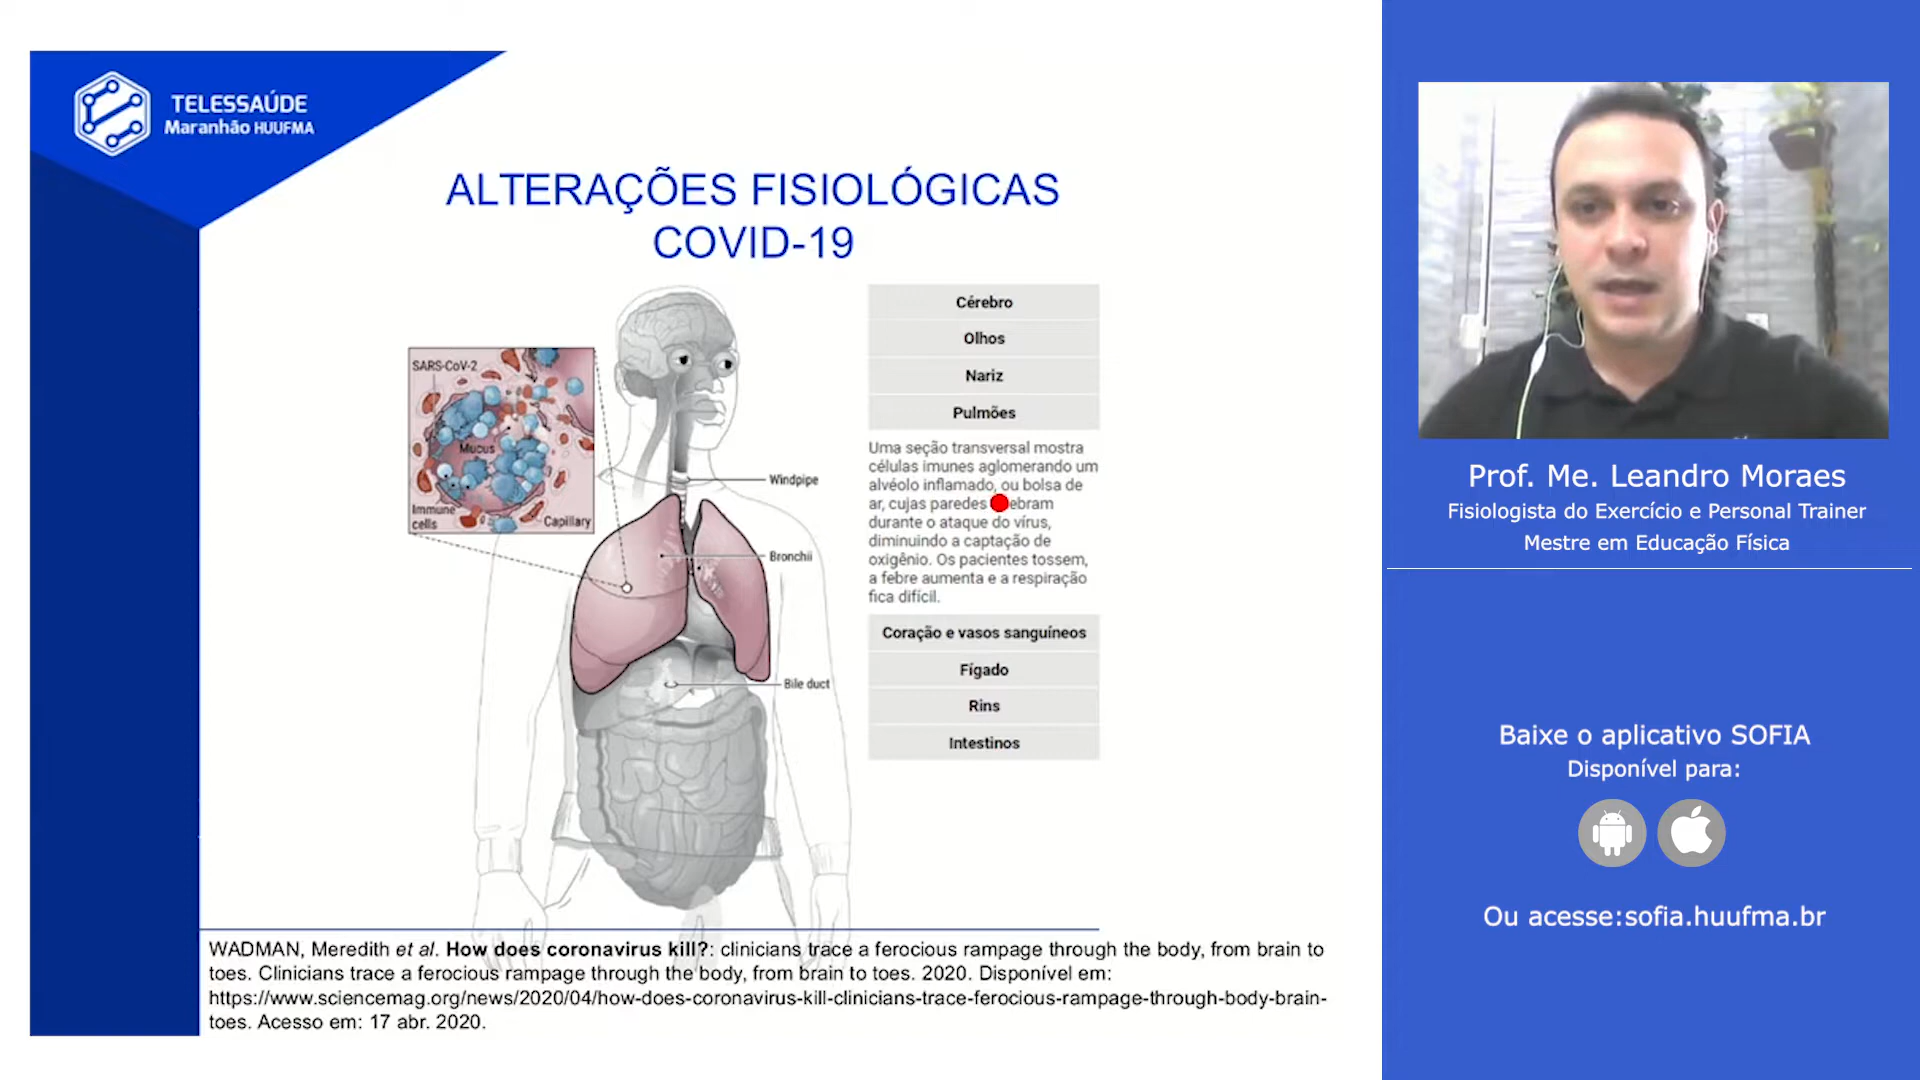 TELESSAÚDE
Maranhão HUUFMA
ALTERAÇÕES FISIOLÓGICAS
COVID-19
SARS-CoV-2
Mucus
Immune
cells
Capillary
Windpipe
Bronchii
Bile duct
Cérebro
Olhos
Nariz
Pulmões
Uma seção transversal mostra
células imunes aglomerando um
alvéolo inflamado, ou bolsa de
ar, cujas paredes ebram
durante o ataque do vírus,
diminuindo a captação de
oxigênio. Os pacientes tossem,
a febre aumenta e a respiração
fica difícil.
Coração e vasos sanguíneos
Fígado
Rins
Intestinos
WADMAN, Meredith et al. How does coronavirus kill?: clinicians trace a ferocious rampage through the body, from brain to
toes. Clinicians trace a ferocious rampage through the body, from brain to toes. 2020. Disponível em:
https://www.sciencemag.org/news/2020/04/how-does-coronavirus-kill-clinicians-trace-ferocious-rampage-through-body-brain-
toes. Acesso em: 17 abr. 2020.
Prof. Me. Leandro Moraes
Fisiologista do Exercício e Personal Trainer
Mestre em Educação Física
Baixe o aplicativo SOFIA
Disponível para:
Ou acesse:sofia.huufma.br